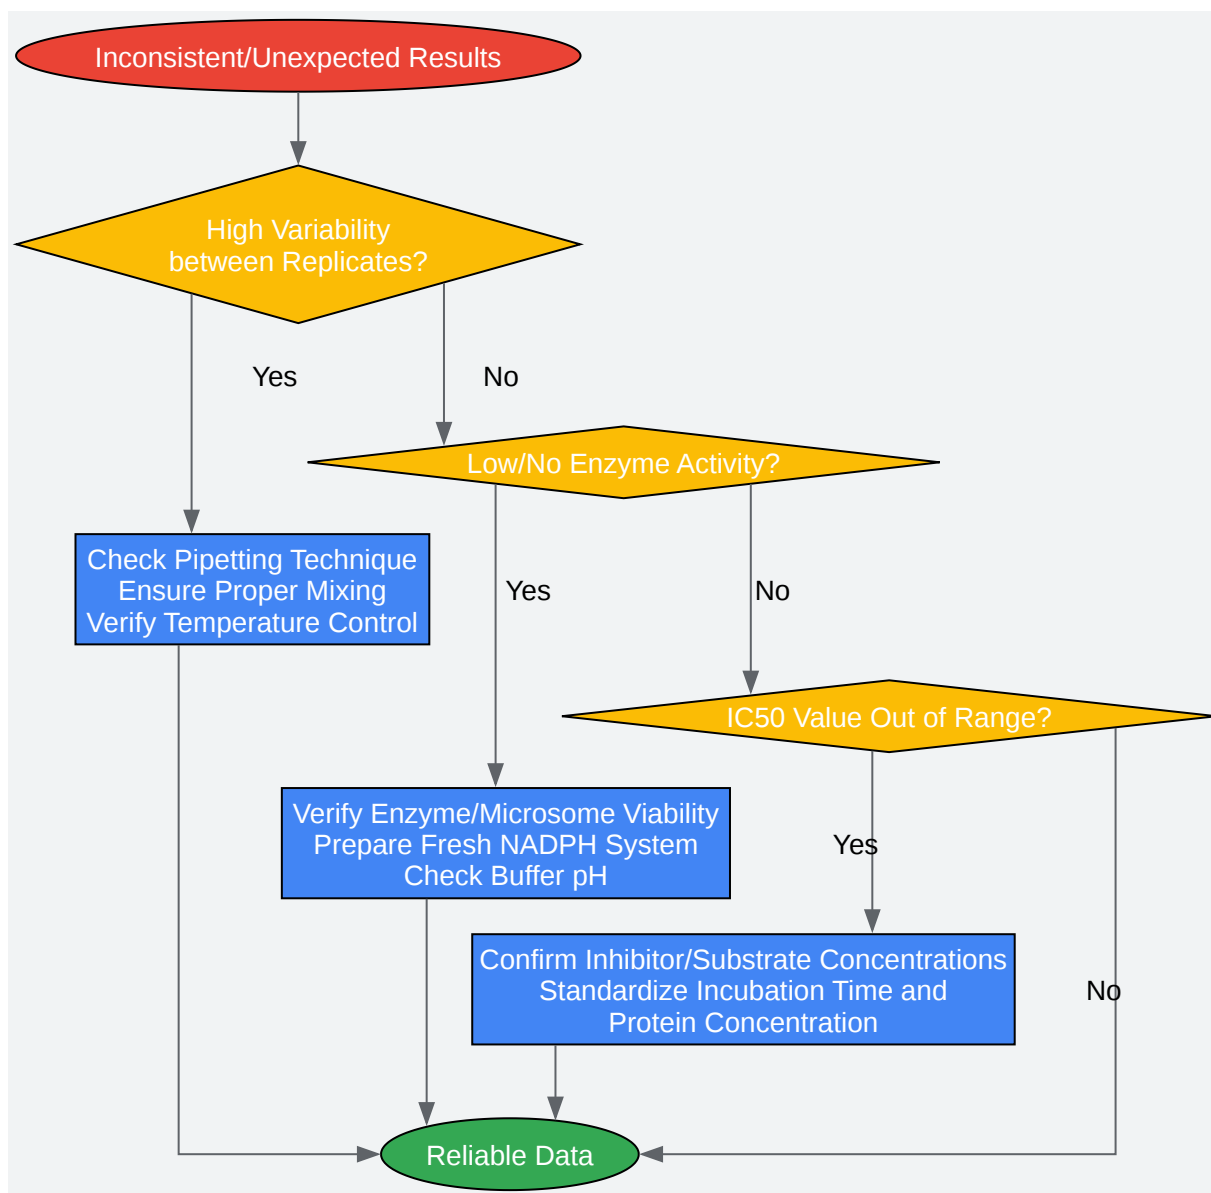 Inconsistent/Unexpected Results
High Variability
between Replicates?
Yes
No
Low/No Enzyme Activity?
Check Pipetting Technique
Ensure Proper Mixing
Verify Temperature Control
Yes
No
IC50 Value Out of Range?
Verify Enzyme/Microsome Viability
Prepare Fresh NADPH System
Check Buffer pH
Yes
Confirm Inhibitor/Substrate Concentrations
Standardize Incubation Time and
Protein Concentration
No
Reliable Data